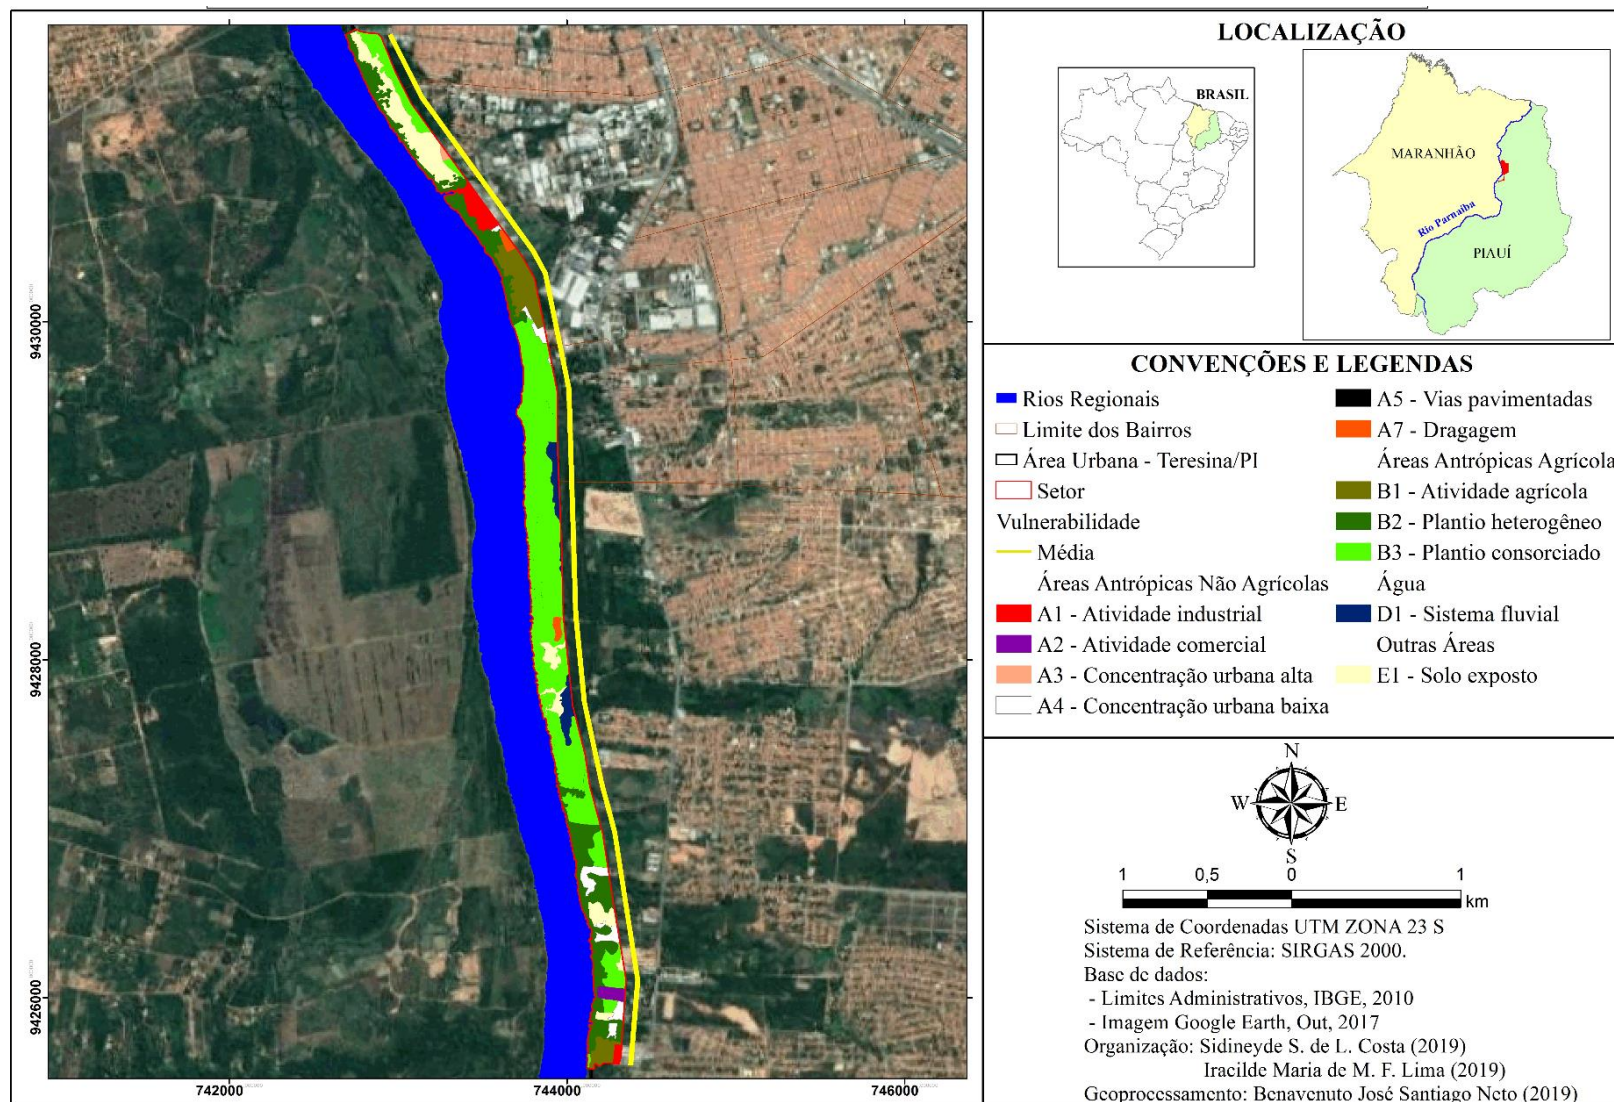 LOCALIZAÇÃO
BRASIL
MARANHÃO
Rio Parnaíba
PIAUÍ
CONVENÇÕES E LEGENDAS
Rios Regionais
Limite dos Bairros
Área Urbana - Teresina/PI
Setor
Vulnerabilidade
Média
Áreas Antrópicas Não Agrícolas
A1 - Atividade industrial
A2 - Atividade comercial
A3 - Concentração urbana alta
A4 - Concentração urbana baixa
A5 - Vias pavimentadas
A7 - Dragagem
Áreas Antrópicas Agrícola
B1 - Atividade agrícola
B2 - Plantio heterogêneo
B3 - Plantio consorciado
Água
D1 - Sistema fluvial
Outras Áreas
E1 - Solo exposto
N
W E
S
1 0,5 0 1
km
Sistema de Coordenadas UTM ZONA 23 S
Sistema de Referência: SIRGAS 2000.
Base de dados:
- Limites Administrativos, IBGE, 2010
- Imagem Google Earth, Out, 2017
Organização: Sidineyde S. de L. Costa (2019)
Iracilde Maria de M. F. Lima (2019)
Geoprocessamento: Benavenuto José Santiago Neto (2019)
9430000
9428000
9426000
742000 744000 746000